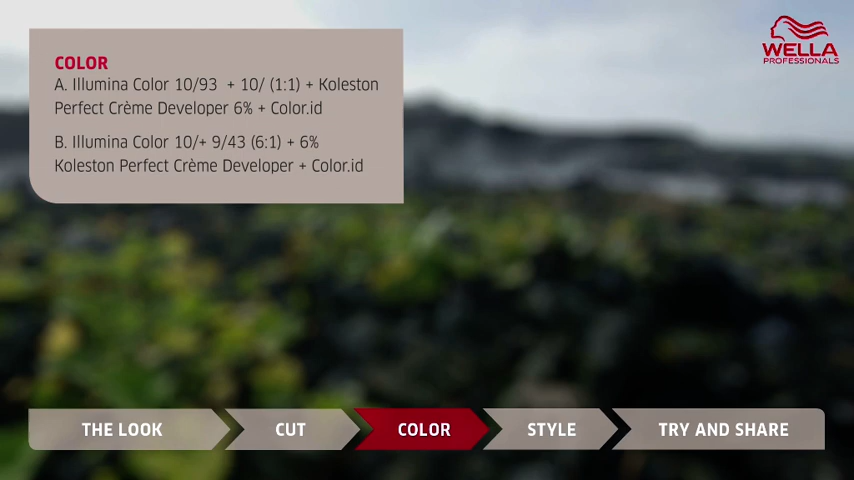 COLOR
A. Illumina Color 10/93 + 10/ (1:1) + Koleston
Perfect Crème Developer 6% + Color.id
B. Illumina Color 10/+ 9/43 (6:1) + 6%
Koleston Perfect Crème Developer + Color.id
WELLA
PROFESSIONALS
THE LOOK
CUT
COLOR
STYLE
TRY AND SHARE